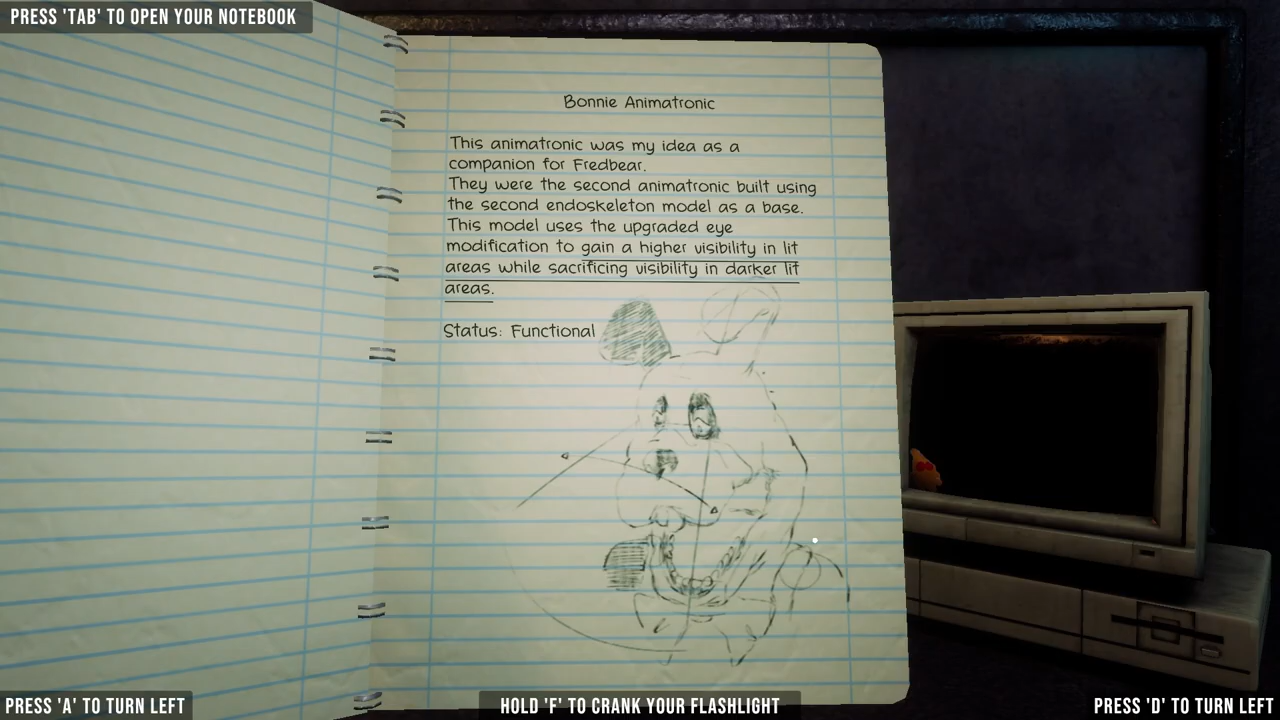 PRESS 'TAB' TO OPEN YOUR NOTEBOOK
Bonnie Animatronic
This animatronic was my idea as a
companion for Fredbear.
They were the second animatronic built using
the second endoskeleton model as a base.
This model uses the upgraded eye
modification to gain a higher visibility in lit
areas while sacrificing visibility in darker lit
areas.
Status: Functional
PRESS 'A' TO TURN LEFT
HOLD 'F' TO CRANK YOUR FLASHLIGHT
PRESS 'D' TO TURN LEFT